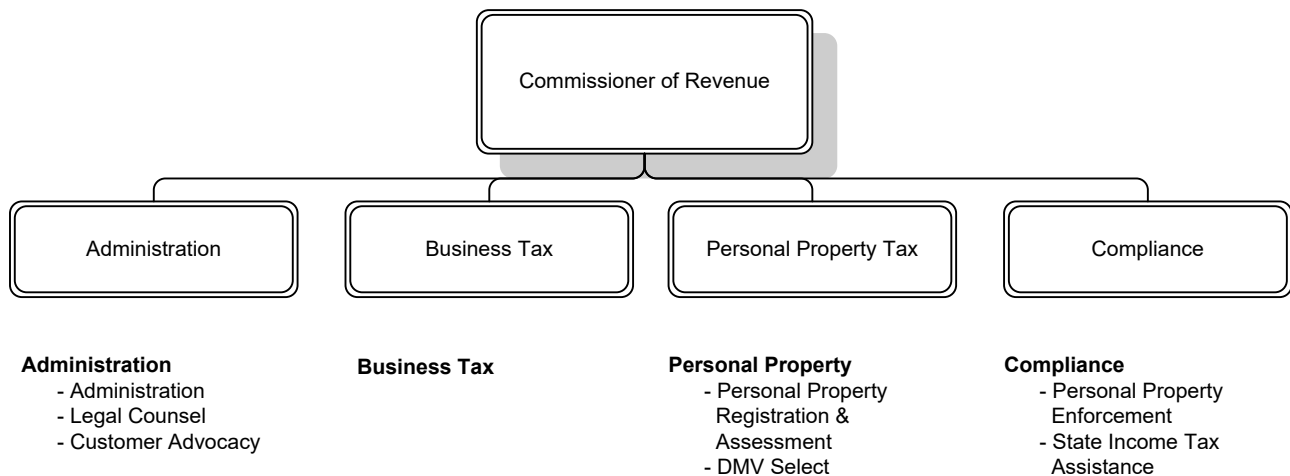 Commissioner of Revenue
Administration
Business Tax
Personal Property Tax
Compliance
Administration
- Administration
- Legal Counsel
- Customer Advocacy
Business Tax
Personal Property
- Personal Property
Registration &
Assessment
- DMV Select
Compliance
- Personal Property
Enforcement
- State Income Tax
Assistance